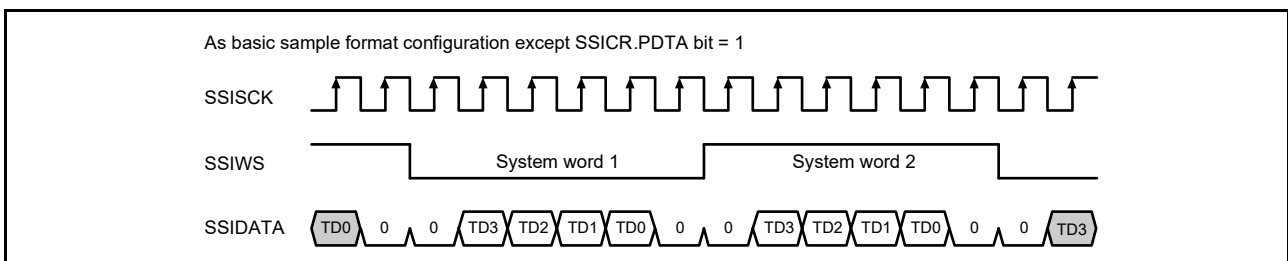 As basic sample format configuration except SSICR.PDTA bit = 1
SSISCK
SSIWS System word 1 System word 2
SSIDATA TD0 0 0 TD3 TD2 TD1 TD0 0 0 TD3 TD2 TD1 TD0 0 0 TD3